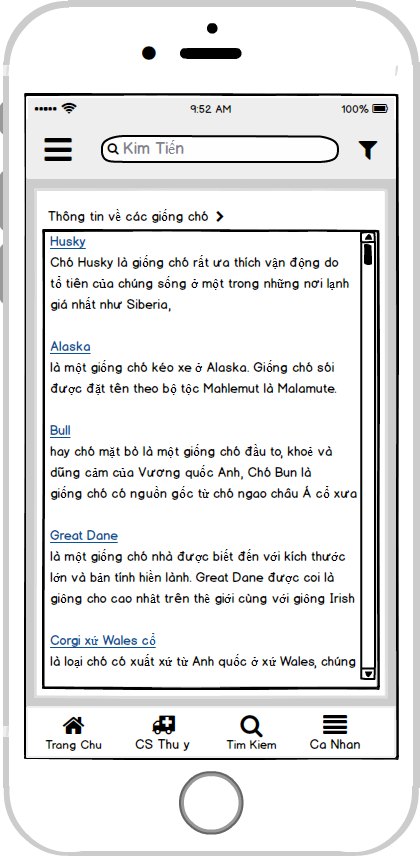 9:52 AM
100%
Kim Tiến
Thông tin về các giống chó
Husky
Chó Husky là giống chó rất ưa thích vận động do
tổ tiên của chúng sống ở một trong những nơi lạnh
giá nhất như Siberia,
Alaska
là một giống chó kéo xe ở Alaska. Giống chó sói
được đặt tên theo bộ tộc Mahlemut là Malamute.
Bull
hay chó mặt bò là một giống chó đầu to, khoẻ và
dũng cảm của Vương quốc Anh, Chó Bun là
giống chó có nguồn gốc từ chó ngao châu Á cổ xưa
Great Dane
là một giống chó nhà được biết đến với kích thước
lớn và bản tính hiền lành. Great Dane được coi là
giông cho cao nhât trên thê giới cùng với giông Irish
Corgi xứ Wales cổ
là loại chó có xuất xứ từ Anh quốc ở xứ Wales, chúng
Trang Chu
CS Thu y
Tim Kiem
Ca Nhan